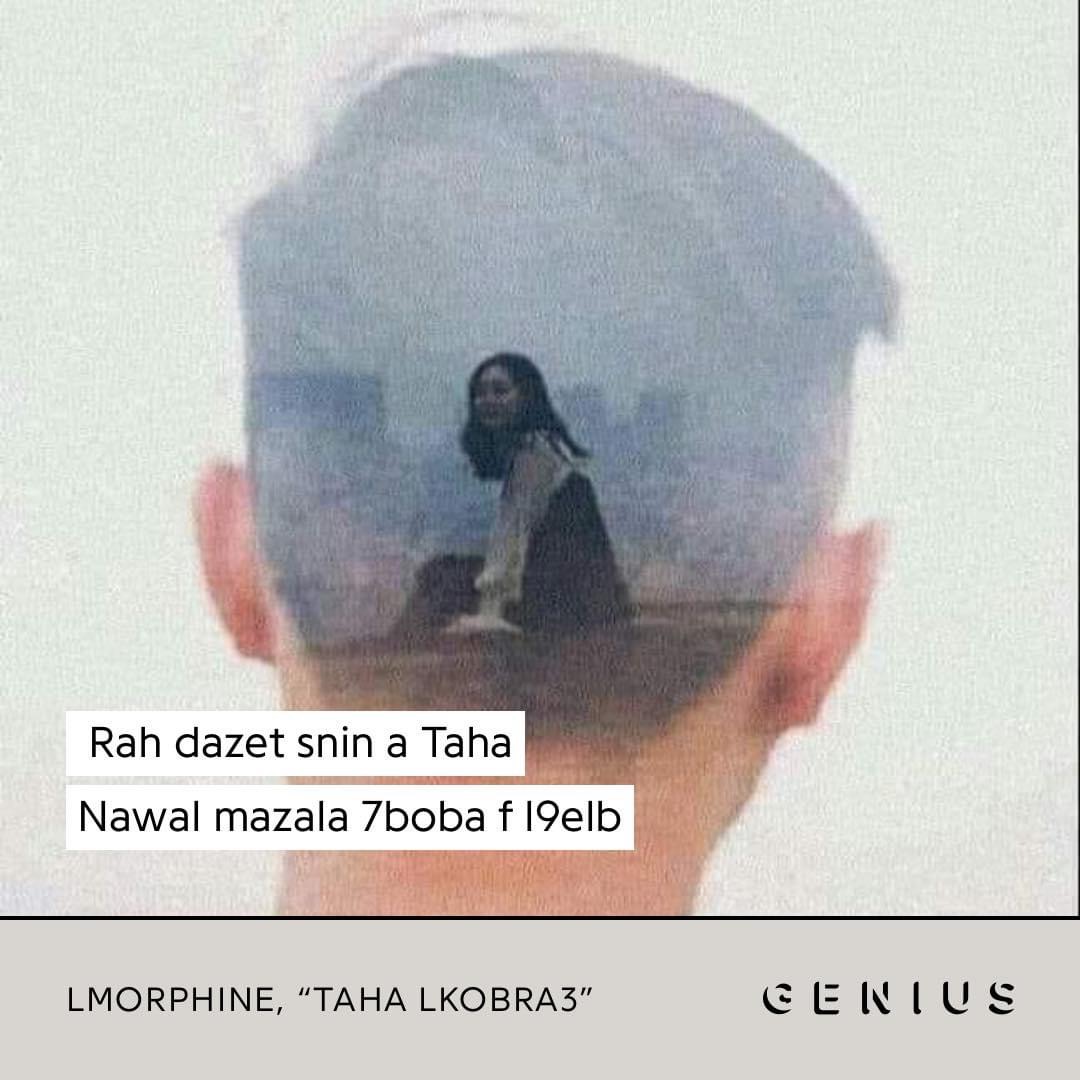 Rah dazet snin a Taha
Nawal mazala 7boba f l9elb
LMORPHINE, “TAHA LKOBRA3”
GENIUS